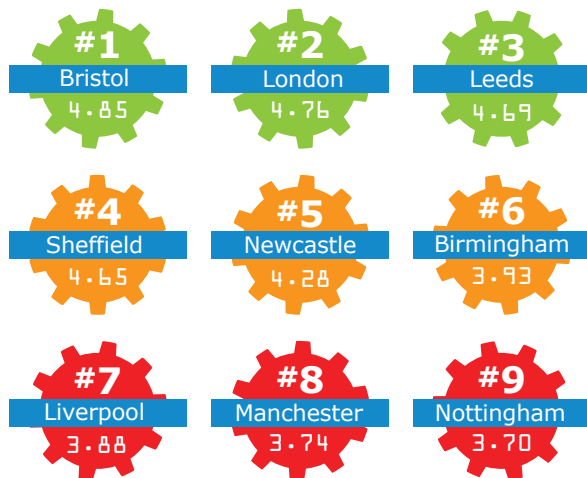 #1
Bristol
4.85
#2
London
4.76
#3
Leeds
4.69
#4
Sheffield
4.65
#5
Newcastle
4.28
#6
Birmingham
3.93
#7
Liverpool
3.88
#8
Manchester
3.74
#9
Nottingham
3.70